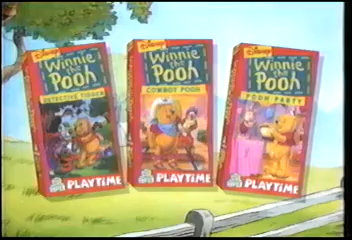 Disney
Winnie
the
Pooh
DETECTIVE TIGGER
PLAYTIME
Disney
Winnie
the
Pooh
COWBOY POOH
PLAYTIME
Disney
Winnie
the
Pooh
POOH PARTY
PLAYTIME